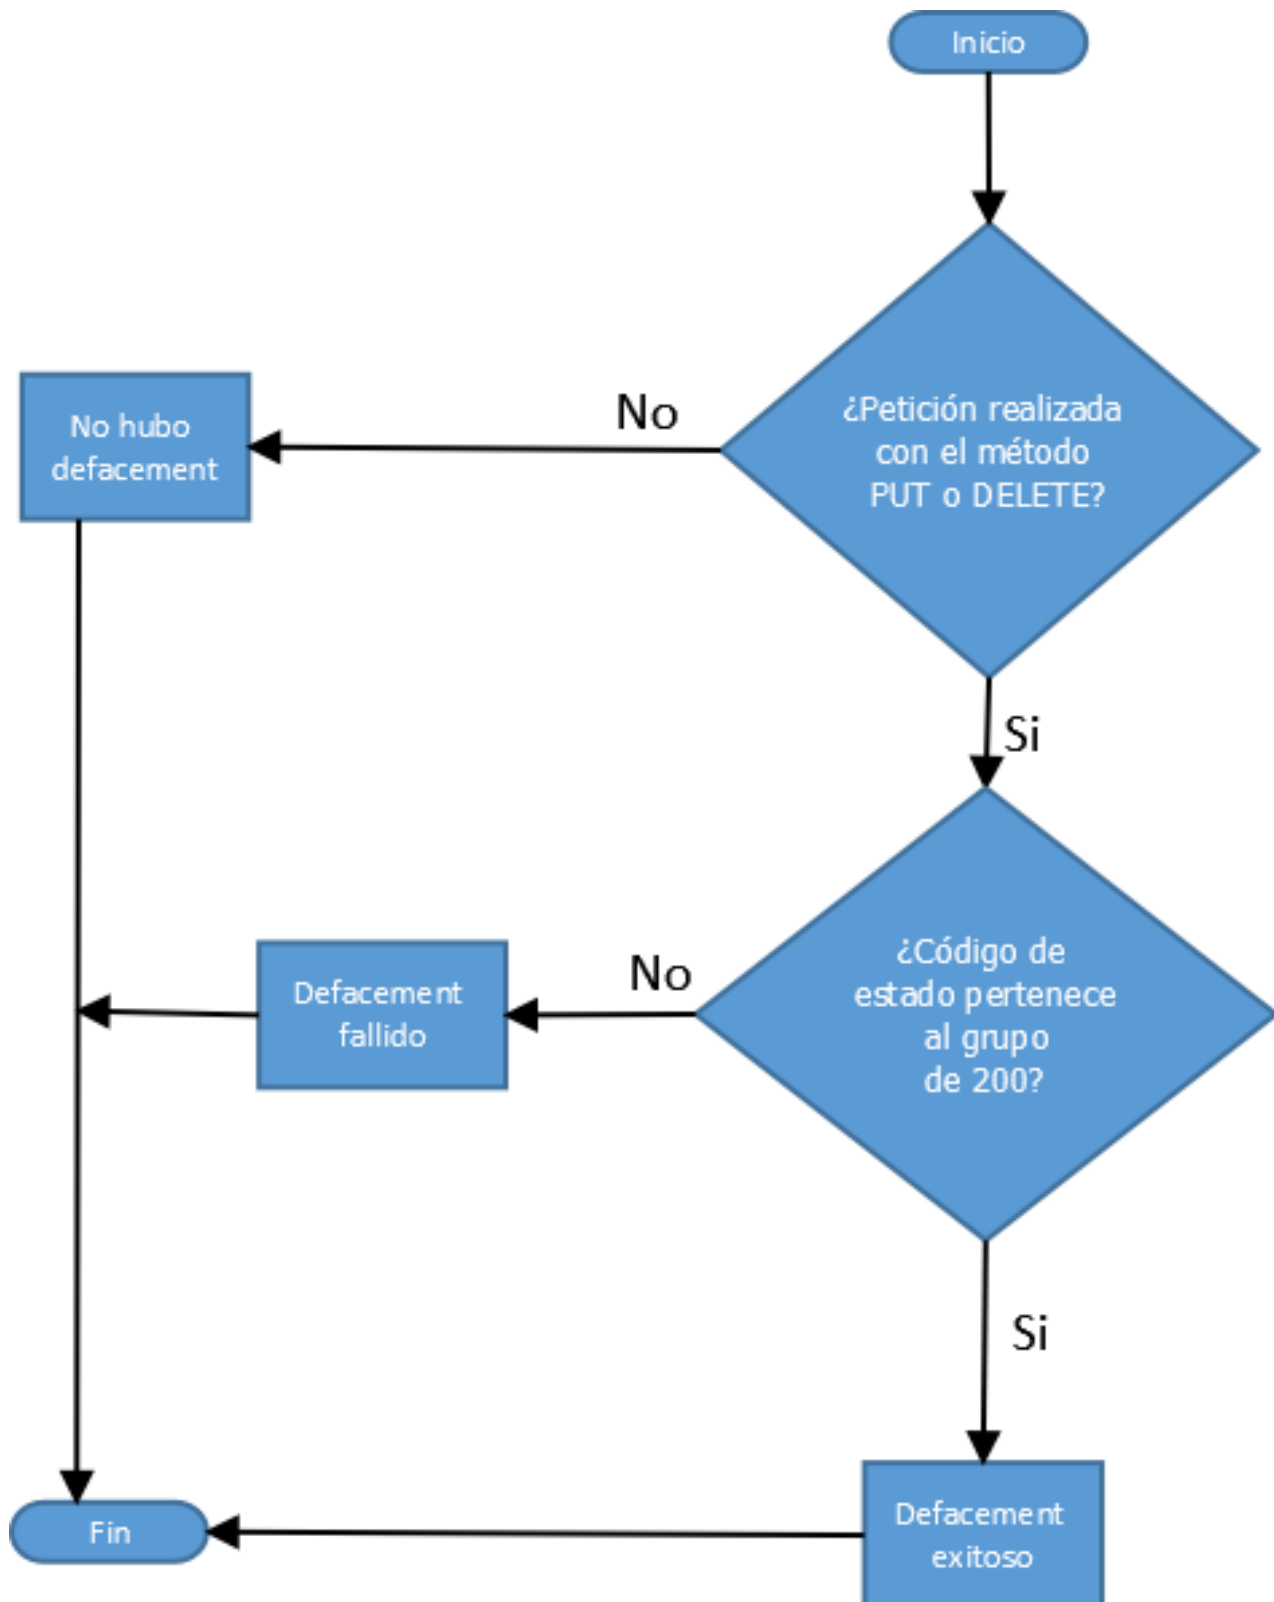 Inicio
¿Petición realizada
con el método
PUT o DELETE?
No
No hubo
defacement
Si
¿Código de
estado pertenece
al grupo
de 200?
No
Defacement
fallido
Si
Defacement
exitoso
Fin